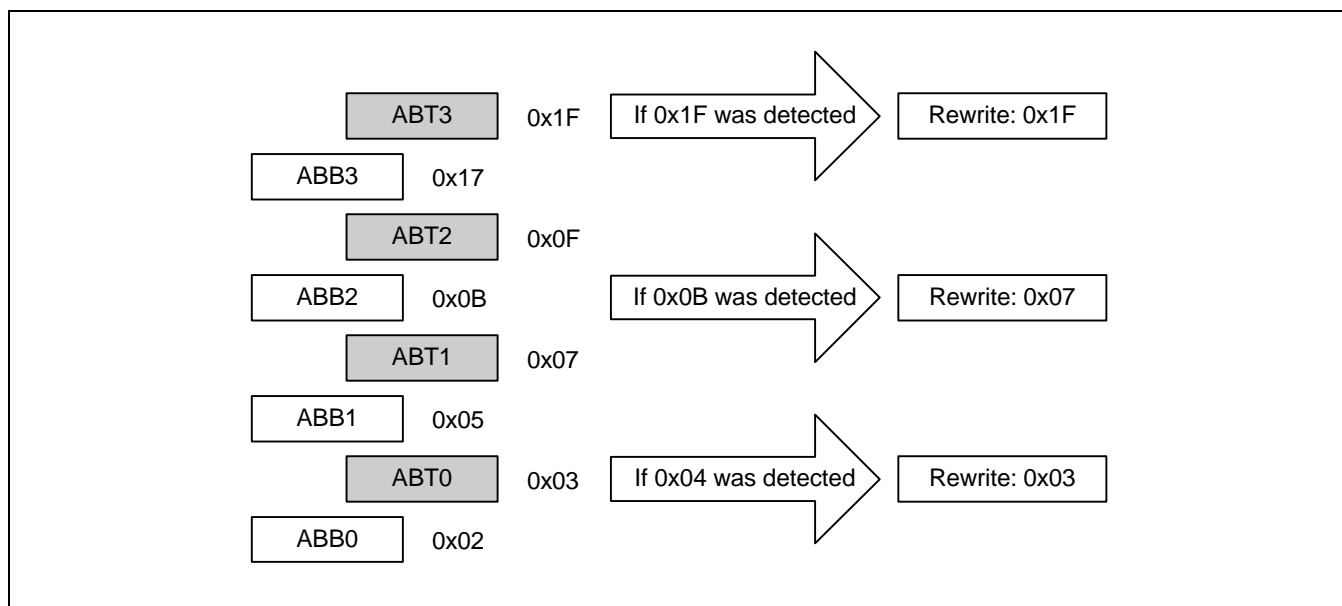 ABT3 0x1F If 0x1F was detected Rewrite: 0x1F
ABB3 0x17
ABT2 0x0F
ABB2 0x0B If 0x0B was detected Rewrite: 0x07
ABT1 0x07
ABB1 0x05
ABT0 0x03 If 0x04 was detected Rewrite: 0x03
ABB0 0x02